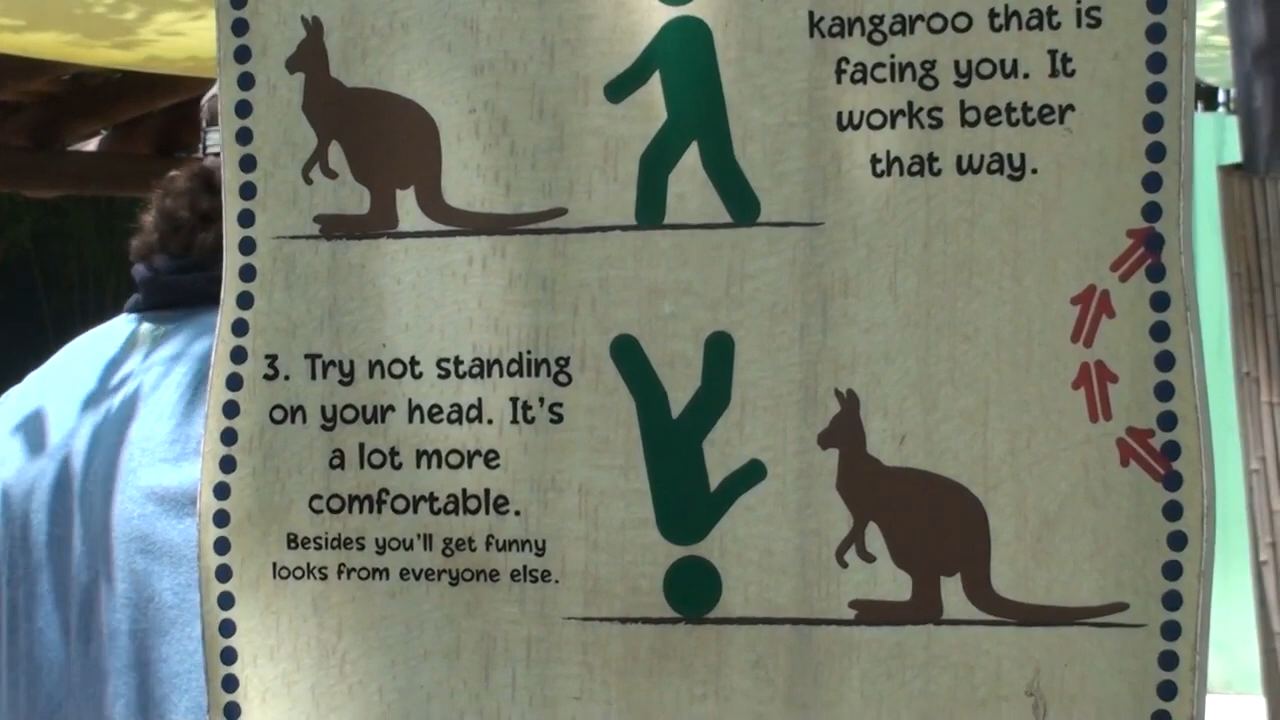 kangaroo that is
facing you. It
works better
that way.
3. Try not standing
on your head. It's
a lot more
comfortable.
Besides you'll get funny
looks from everyone else.